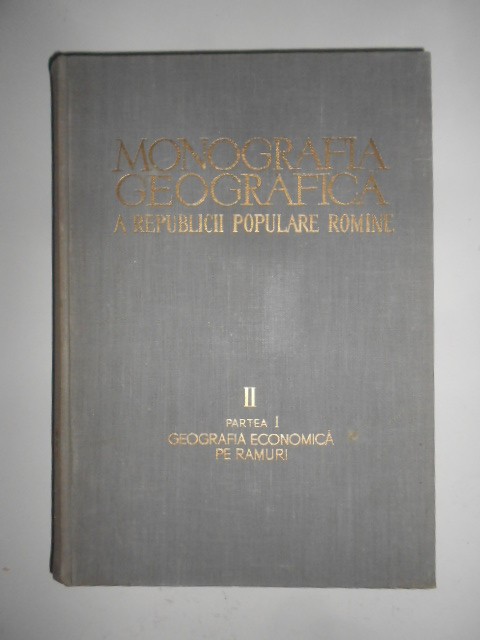 MONOGRAFIA
GEOGRAFICA
A REPUBLICII POPULARE ROMINE
II
PARTEA I
GEOGRAFIA ECONOMICĂ
PE RAMURI